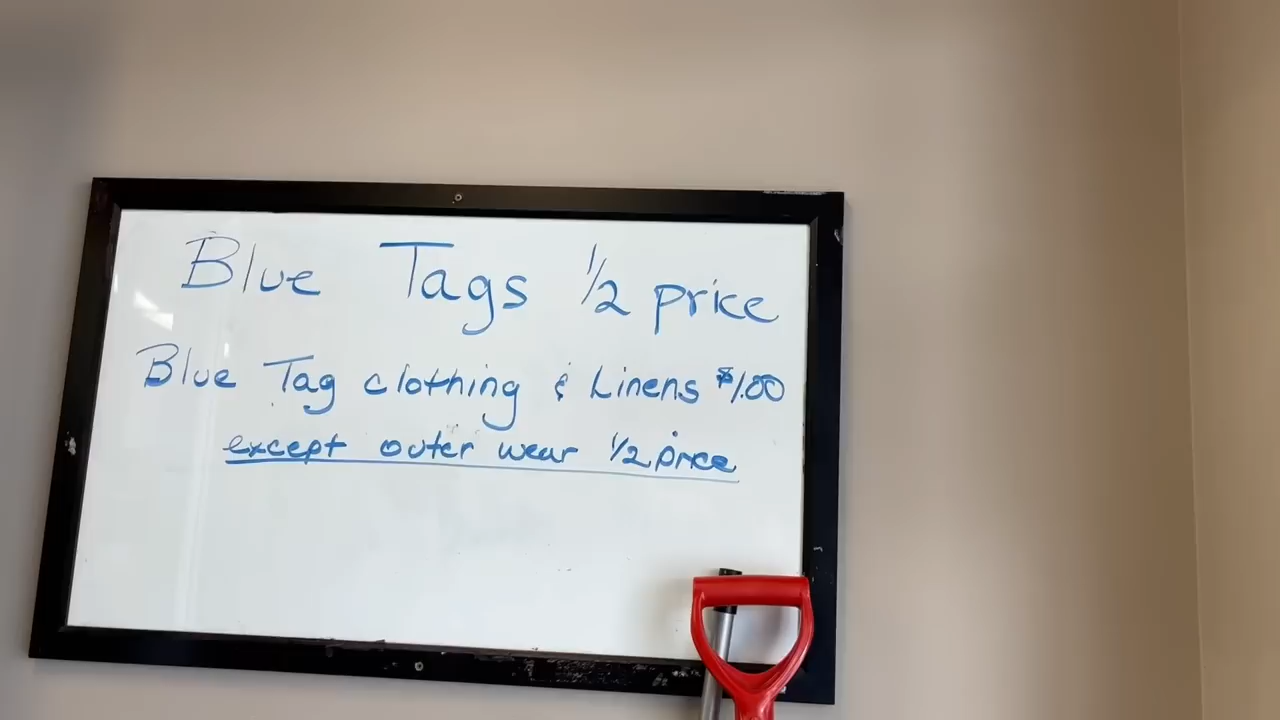 Blue Tags 1/2 price
Blue Tag clothing & Linens $1.00
except outer wear 1/2 price